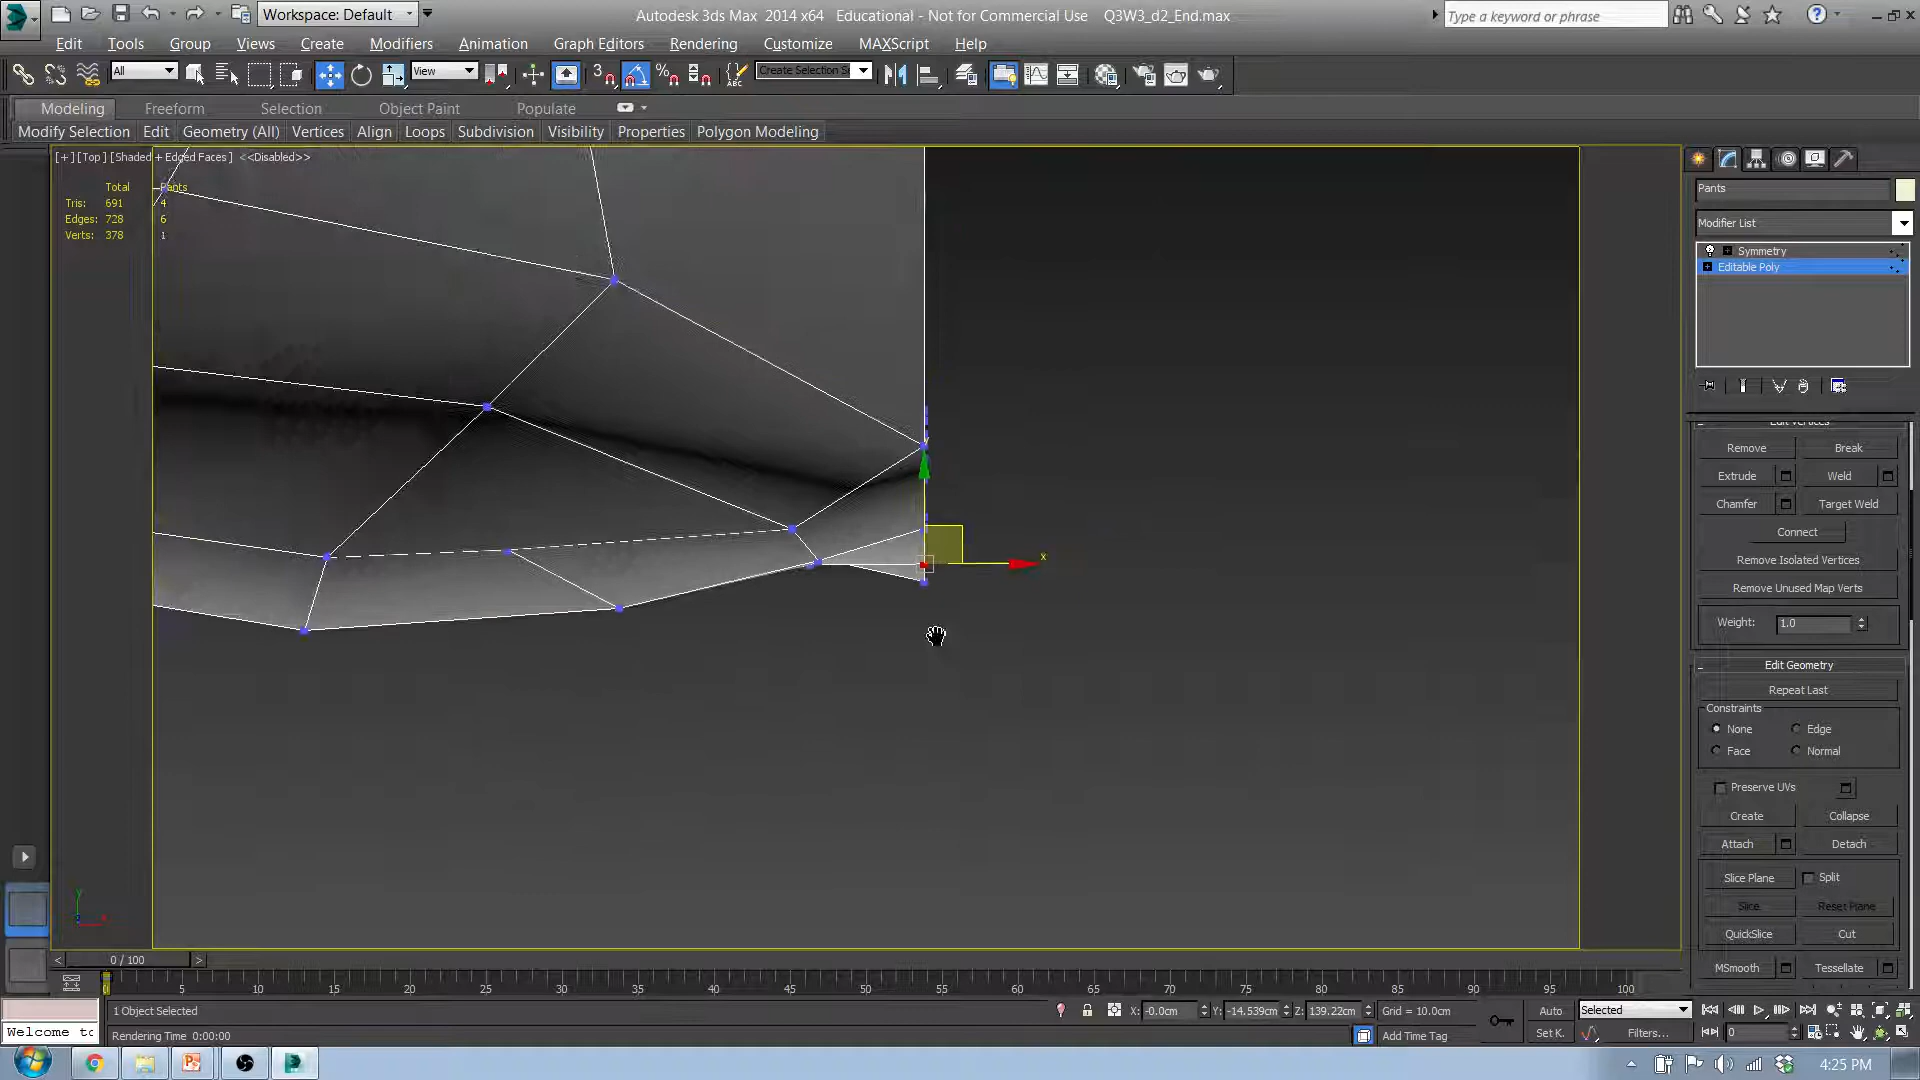 Workspace: Default
Autodesk 3ds Max 2014 x64 Educational - Not for Commercial Use Q3W3_d2_End.max
Type a keyword or phrase
Edit Tools Group Views Create Modifiers Animation Graph Editors Rendering Customize MAXScript Help
All View Create Selection S
Modeling Freeform Selection Object Paint Populate
Modify Selection Edit Geometry (All) Vertices Align Loops Subdivision Visibility Properties Polygon Modeling
[+] [Top] [Shaded + Edged Faces] <<Disabled>>
Total Pants
Tris: 691 4
Edges: 728 6
Verts: 378 1
x
y
Pants
Modifier List
Symmetry
Editable Poly
Edit Vertices
Remove Break
Extrude Weld
Chamfer Target Weld
Connect
Remove Isolated Vertices
Remove Unused Map Verts
Weight: 1.0
Edit Geometry
Repeat Last
Constraints
None Edge
Face Normal
Preserve UVs
Create Collapse
Attach Detach
Slice Plane Split
Slice Reset Plane
QuickSlice Cut
MSmooth Tessellate
< 0 / 100 >
5 10 15 20 25 30 35 40 45 50 55 60 65 70 75 80 85 90 95 100
1 Object Selected X: -0.0cm Y: -14.539cm Z: 139.22cm Grid = 10.0cm Auto Selected
Welcome to Rendering Time 0:00:00 Add Time Tag Set K. Filters... 0
4:25 PM